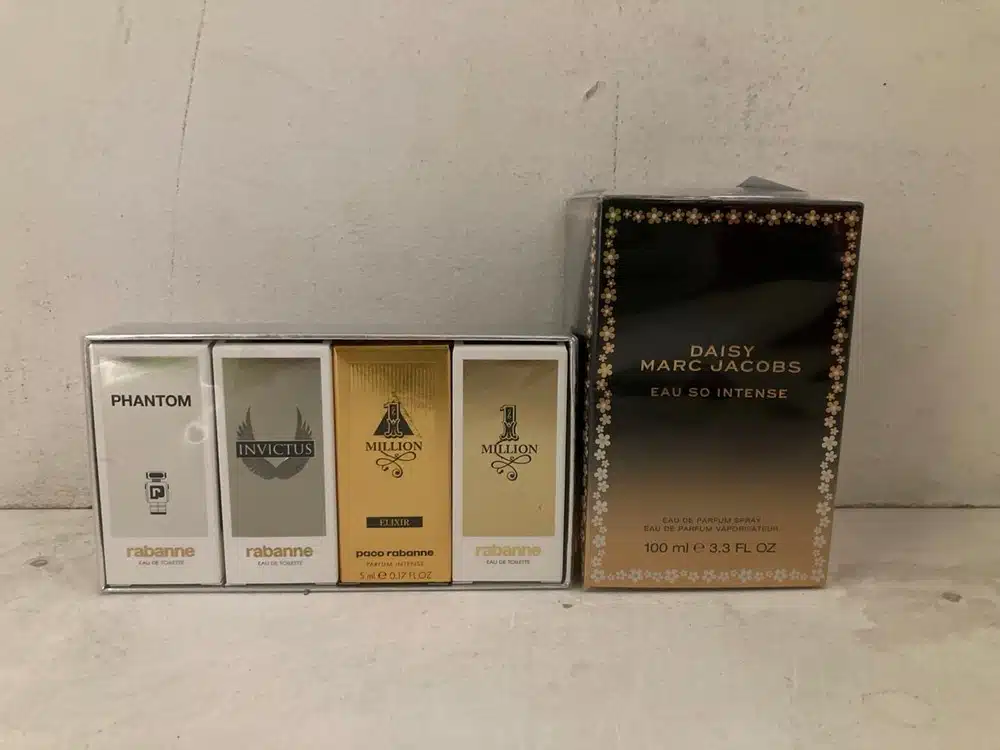 PHANTOM
rabanne
EAU DE TOILETTE
INVICTUS
rabanne
EAU DE TOILETTE
1
MILLION
ELIXIR
paco rabanne
PARFUM INTENSE
5 ml e 0.17 FL OZ
1
MILLION
rabanne
EAU DE TOILETTE
DAISY
MARC JACOBS
EAU SO INTENSE
EAU DE PARFUM SPRAY
EAU DE PARFUM VAPORISATEUR
100 ml e 3.3 FL OZ